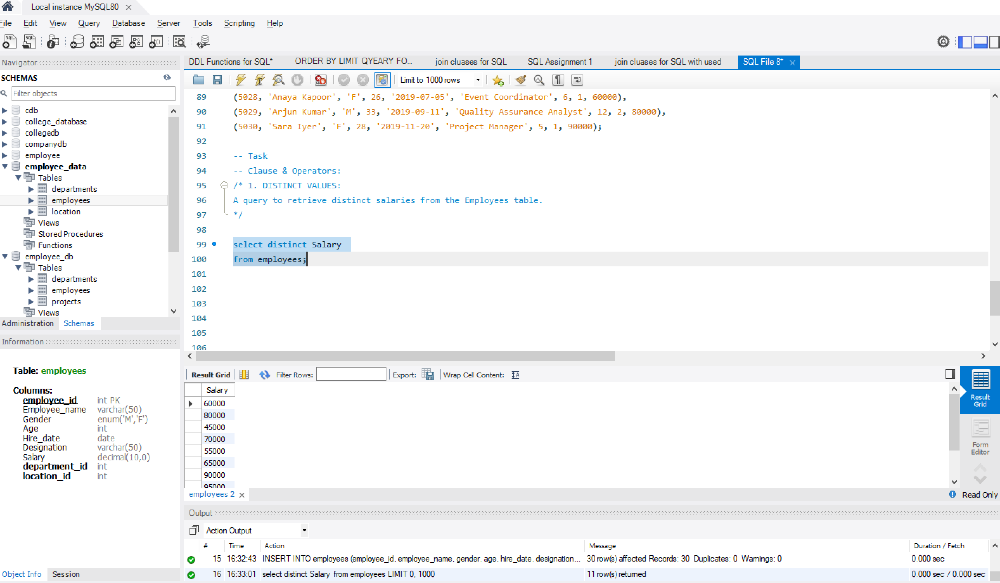 Local instance MySQL80
File Edit View Query Database Server Tools Scripting Help
Navigator
SCHEMAS
Filter objects
cdb
college_database
collegedb
companydb
employee
employee_data
Tables
departments
employees
location
Views
Stored Procedures
Functions
employee_db
Tables
departments
employees
projects
Views
Administration Schemas
Information
Table: employees
Columns:
employee_id int PK
Employee_name varchar(50)
Gender enum('M','F')
Age int
Hire_date date
Designation varchar(50)
Salary decimal(10,0)
department_id int
location_id int
Object Info Session
DDL Functions for SQL* ORDER BY LIMIT QYEARY FO... join cluases for SQL SQL Assignment 1 join cluases for SQL with used SQL File 8*
Limit to 1000 rows
89 (5028, 'Anaya Kapoor', 'F', 26, '2019-07-05', 'Event Coordinator', 6, 1, 60000),
90 (5029, 'Arjun Kumar', 'M', 33, '2019-09-11', 'Quality Assurance Analyst', 12, 2, 80000),
91 (5030, 'Sara Iyer', 'F', 28, '2019-11-20', 'Project Manager', 5, 1, 90000);
92
93 -- Task
94 -- Clause & Operators:
95 /* 1. DISTINCT VALUES:
96 A query to retrieve distinct salaries from the Employees table.
97 */
98
99 select distinct Salary
100 from employees;
101
102
103
104
105
106
Result Grid Filter Rows: Export: Wrap Cell Content:
Salary
60000
80000
45000
70000
55000
65000
90000
95000
Result Grid
Form Editor
employees 2 Read Only
Output
Action Output
# Time Action Message Duration / Fetch
15 16:32:43 INSERT INTO employees (employee_id, employee_name, gender, age, hire_date, designation... 30 row(s) affected Records: 30 Duplicates: 0 Warnings: 0 0.000 sec
16 16:33:01 select distinct Salary from employees LIMIT 0, 1000 11 row(s) returned 0.000 sec / 0.000 sec